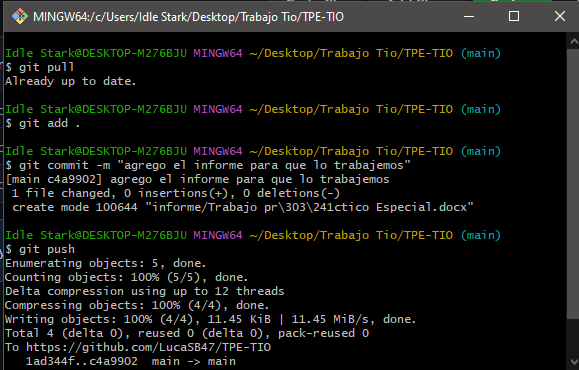 MINGW64:/c/Users/Idle Stark/Desktop/Trabajo Tio/TPE-TIO
Idle Stark@DESKTOP-M276BJU MINGW64 ~/Desktop/Trabajo Tio/TPE-TIO (main)
$ git pull
Already up to date.
Idle Stark@DESKTOP-M276BJU MINGW64 ~/Desktop/Trabajo Tio/TPE-TIO (main)
$ git add .
Idle Stark@DESKTOP-M276BJU MINGW64 ~/Desktop/Trabajo Tio/TPE-TIO (main)
$ git commit -m "agrego el informe para que lo trabajemos"
[main c4a9902] agrego el informe para que lo trabajemos
1 file changed, 0 insertions(+), 0 deletions(-)
create mode 100644 "informe/Trabajo pr\303\241ctico Especial.docx"
Idle Stark@DESKTOP-M276BJU MINGW64 ~/Desktop/Trabajo Tio/TPE-TIO (main)
$ git push
Enumerating objects: 5, done.
Counting objects: 100% (5/5), done.
Delta compression using up to 12 threads
Compressing objects: 100% (4/4), done.
Writing objects: 100% (4/4), 11.45 KiB | 11.45 MiB/s, done.
Total 4 (delta 0), reused 0 (delta 0), pack-reused 0
To https://github.com/LucaSB47/TPE-TIO
1ad344f..c4a9902  main -> main